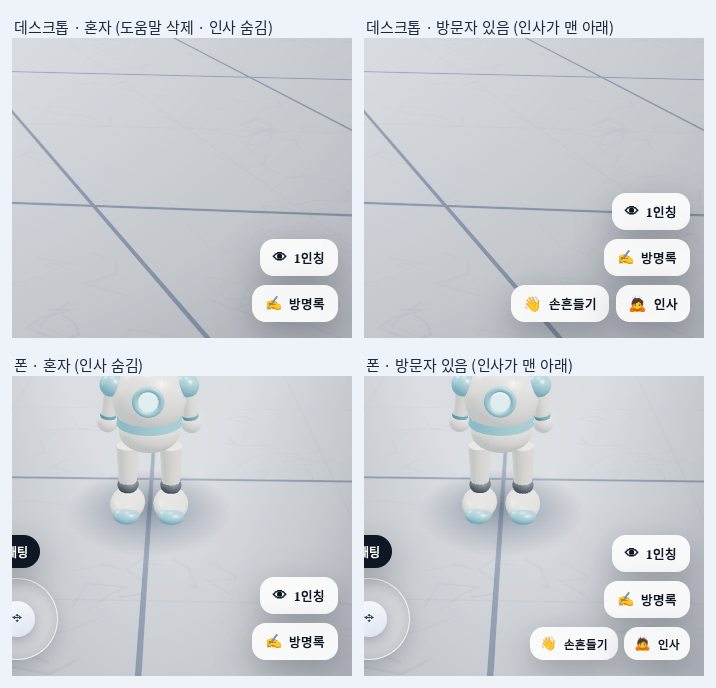 데스크톱 · 혼자 (도움말 삭제 · 인사 숨김)
👁 1인칭
✍ 방명록
데스크톱 · 방문자 있음 (인사가 맨 아래)
👁 1인칭
✍ 방명록
👋 손흔들기 🙇 인사
폰 · 혼자 (인사 숨김)
👁 1인칭
✍ 방명록
폰 · 방문자 있음 (인사가 맨 아래)
👁 1인칭
✍ 방명록
👋 손흔들기 🙇 인사